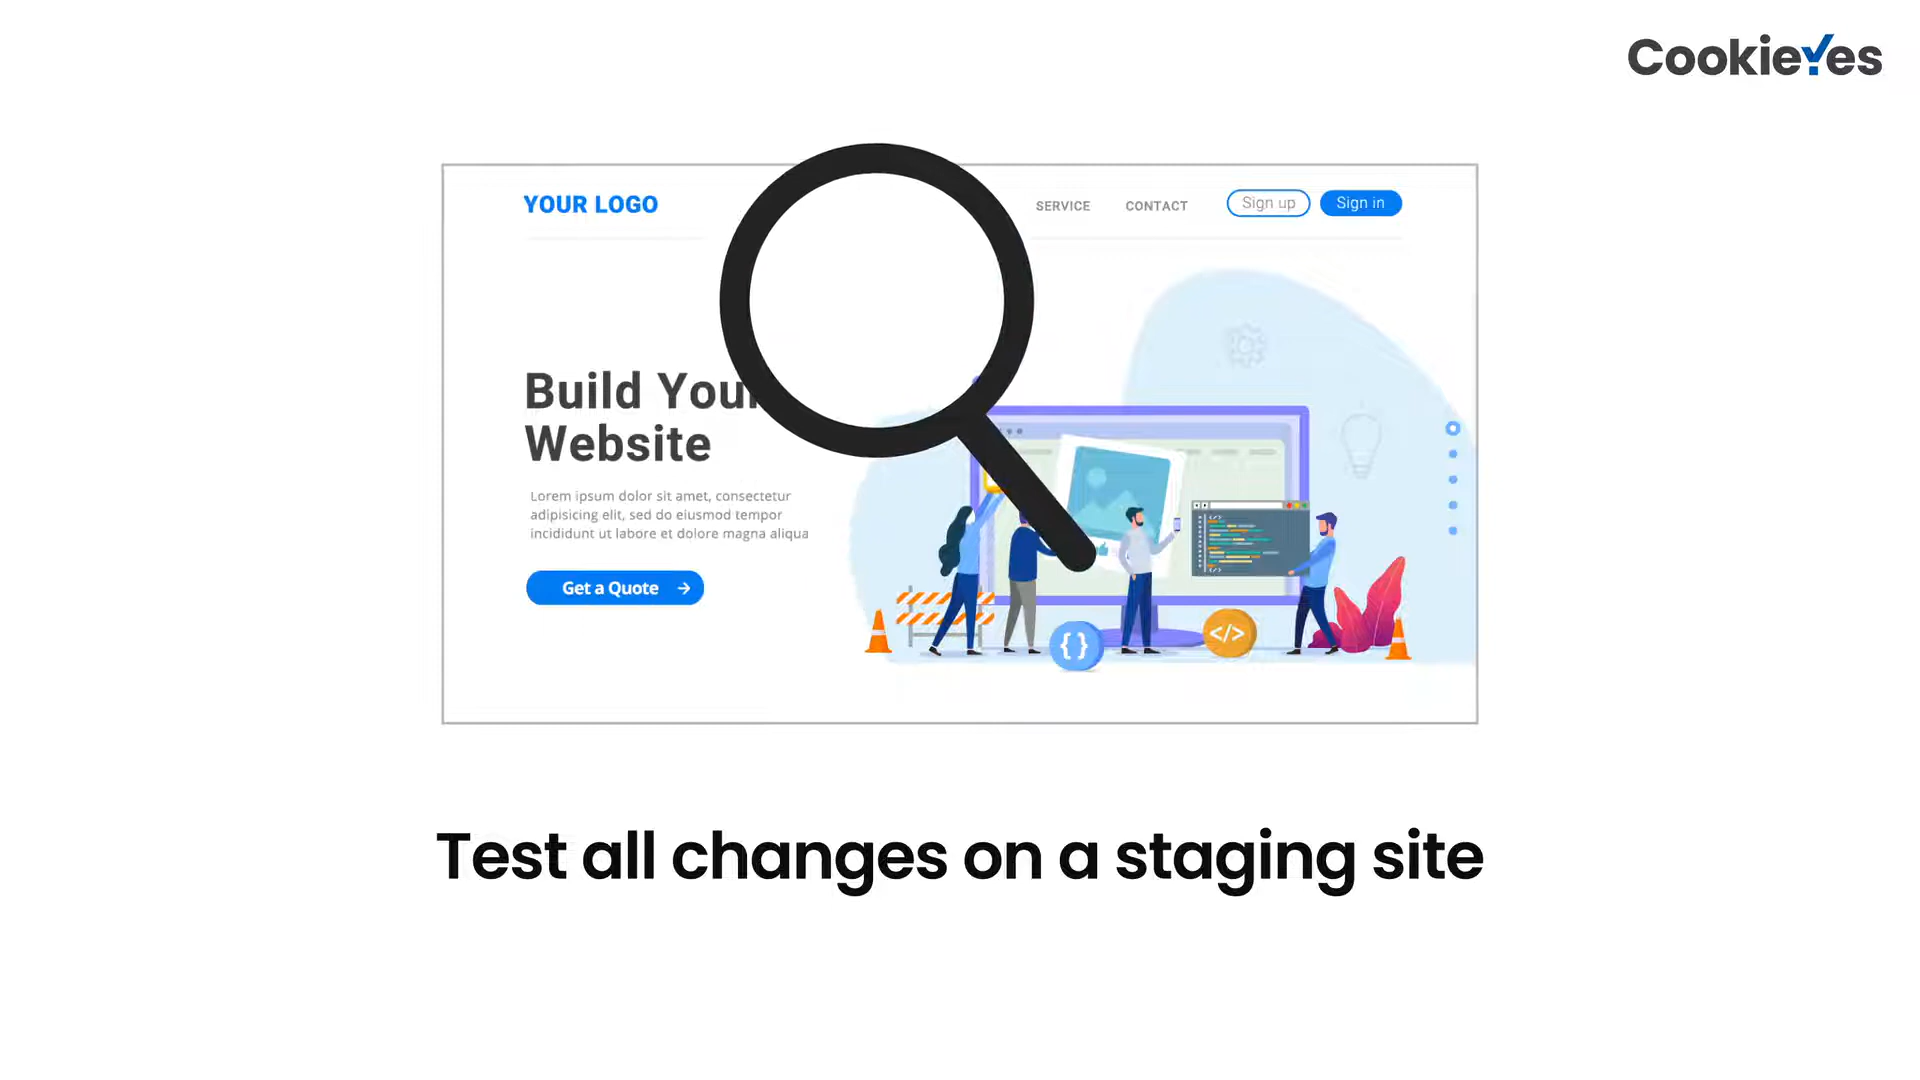 CookieYes
YOUR LOGO
SERVICE
CONTACT
Sign up
Sign in
Build Your
Website
Lorem ipsum dolor sit amet, consectetur
adipisicing elit, sed do eiusmod tempor
incididunt ut labore et dolore magna aliqua
Get a Quote
{ }
</>
Test all changes on a staging site